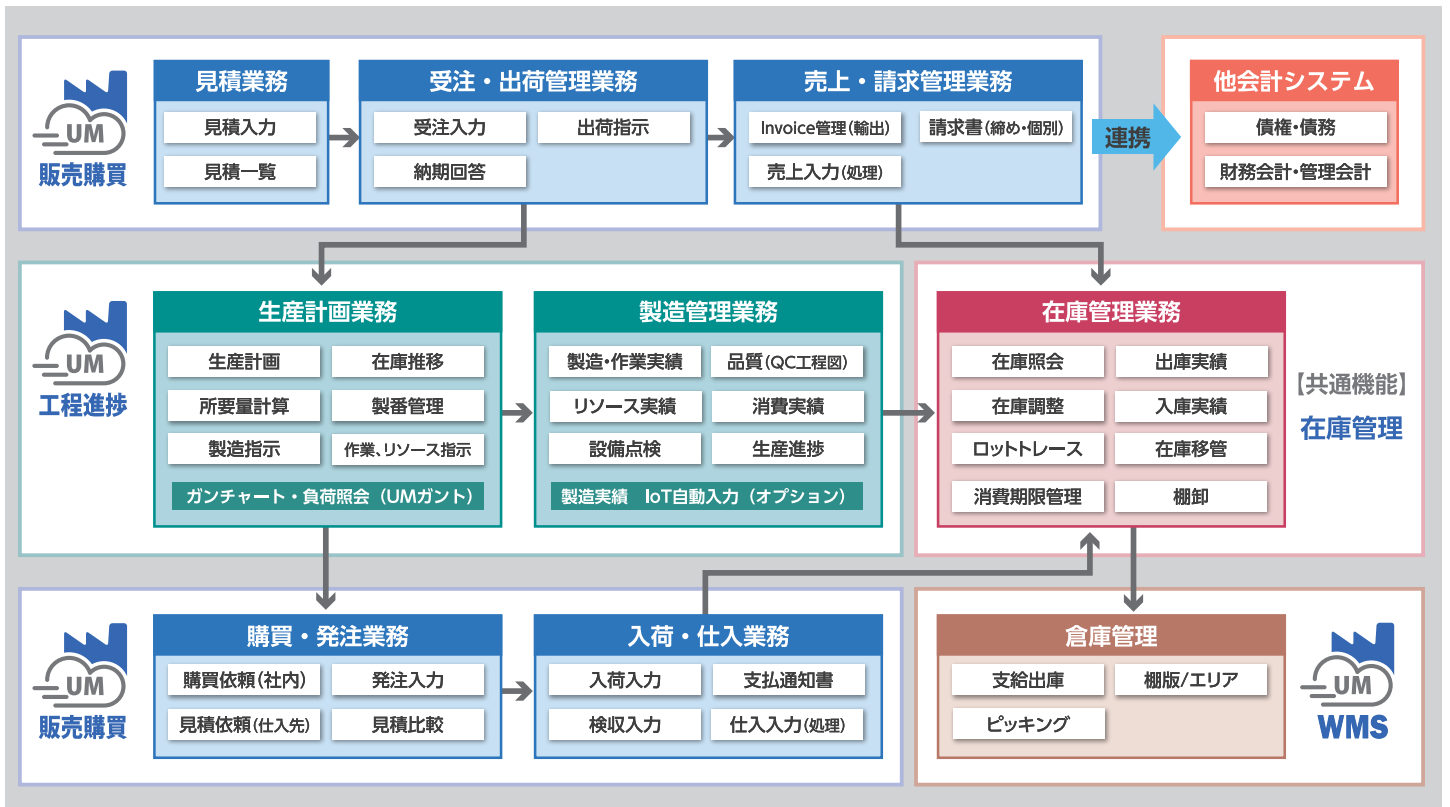 UM
販売購買
見積業務
見積入力
見積一覧
受注・出荷管理業務
受注入力
出荷指示
納期回答
売上・請求管理業務
Invoice管理(輸出)
請求書(締め・個別)
売上入力(処理)
連携
他会計システム
債権・債務
財務会計・管理会計
UM
工程進捗
生産計画業務
生産計画
在庫推移
所要量計算
製番管理
製造指示
作業、リソース指示
ガンチャート・負荷照会（UMガント）
製造管理業務
製造・作業実績
品質(QC工程図)
リソース実績
消費実績
設備点検
生産進捗
製造実績　IoT自動入力（オプション）
在庫管理業務
在庫照会
出庫実績
在庫調整
入庫実績
ロットトレース
在庫移管
消費期限管理
棚卸
【共通機能】
在庫管理
UM
販売購買
購買・発注業務
購買依頼(社内)
発注入力
見積依頼(仕入先)
見積比較
入荷・仕入業務
入荷入力
支払通知書
検収入力
仕入入力(処理)
倉庫管理
支給出庫
棚版/エリア
ピッキング
UM
WMS